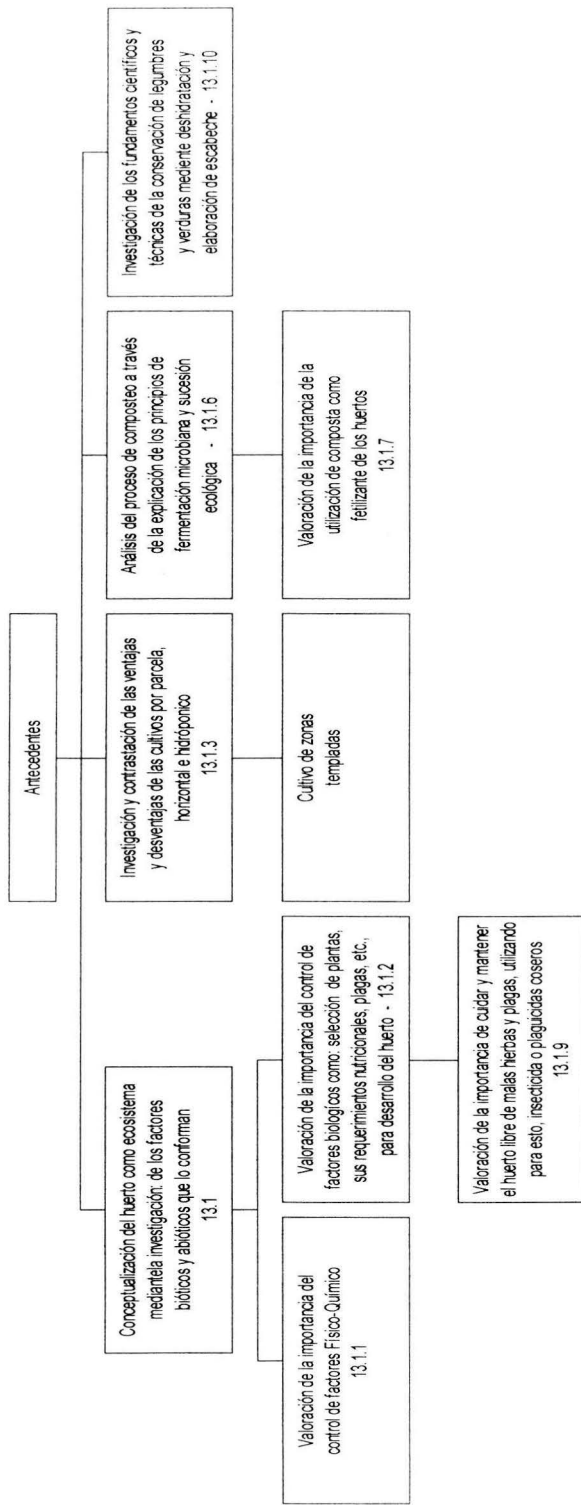 Antecedentes
Conceptualización del huerto como ecosistema
mediantela investigación: de los factores
bióticos y abióticos que lo conforman
13.1
Investigación y contrastación de las ventajas
y desventajas de las cultivos por parcela,
horizontal e hidróponico
13.1.3
Análisis del proceso de composteo a través
de la explicación de los principios de
fermentación microbiana y sucesión
ecológica - 13.1.6
Investigación de los fundamentos científicos y
técnicas de la conservación de legumbres
y verduras mediente deshidratación y
elaboración de escabeche - 13.1.10
Valoración de la importancia del
control de factores Físico-Químico
13.1.1
Valoración de la importancia del control de
factores biologícos como: selección de plantas,
sus requerimientos nutricionales, plagas, etc.,
para desarrollo del huerto - 13.1.2
Cultivo de zonas
templadas
Valoración de la importancia de la
utilización de composta como
fetilizante de los huertos
13.1.7
Valoración de la importancia de cuidar y mantener
el huerto libre de malas hierbas y plagas, utilizando
para esto, insecticida o plaguicidas coseros
13.1.9